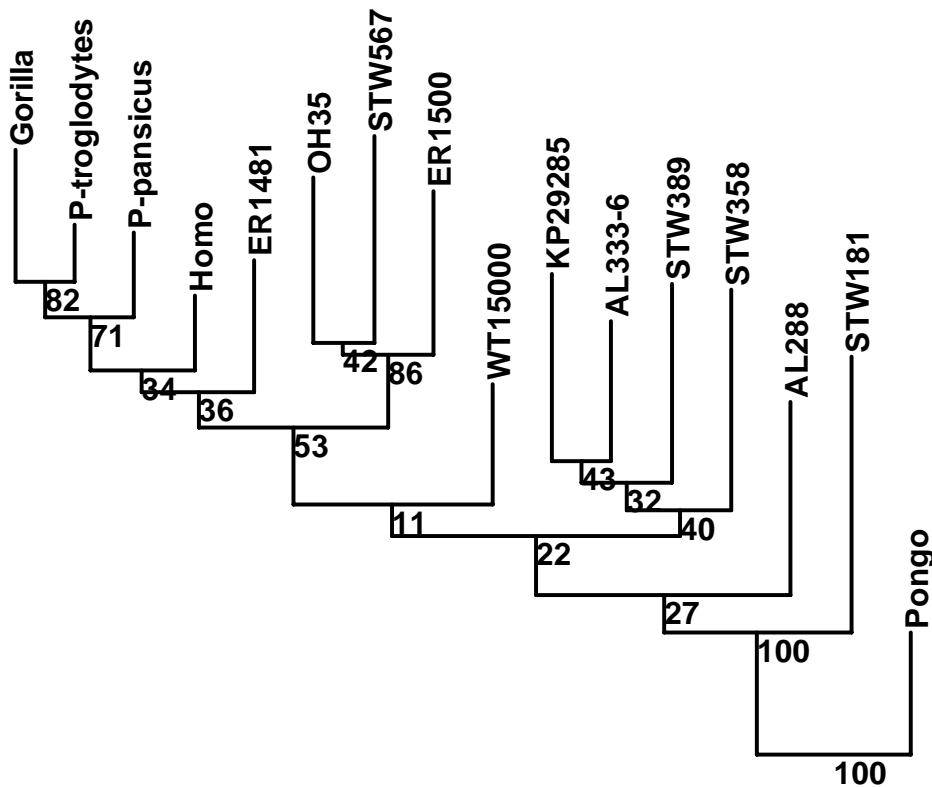 Gorilla
P-troglodytes
P-pansicus
Homo
ER1481
OH35
STW567
ER1500
WT15000
KP29285
AL333-6
STW389
STW358
AL288
STW181
Pongo
82
71
34
36
53
42
86
11
43
32
40
22
27
100
100